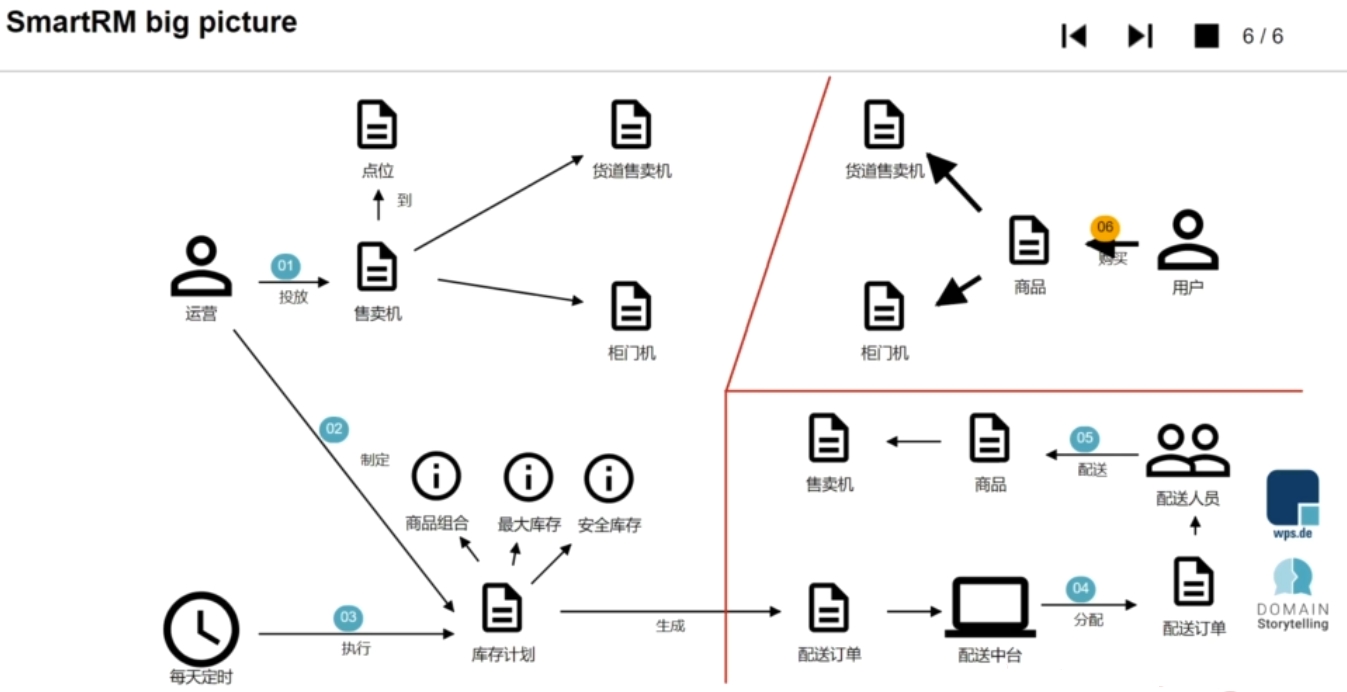 SmartRM big picture
6 / 6
点位
货道售卖机
货道售卖机
到
06
购买
01
投放
商品
用户
运营
售卖机
柜门机
柜门机
02
制定
05
配送
售卖机
商品
配送人员
商品组合
最大库存
安全库存
wps.de
04
分配
03
执行
生成
DOMAIN
Storytelling
库存计划
配送订单
配送中台
配送订单
每天定时